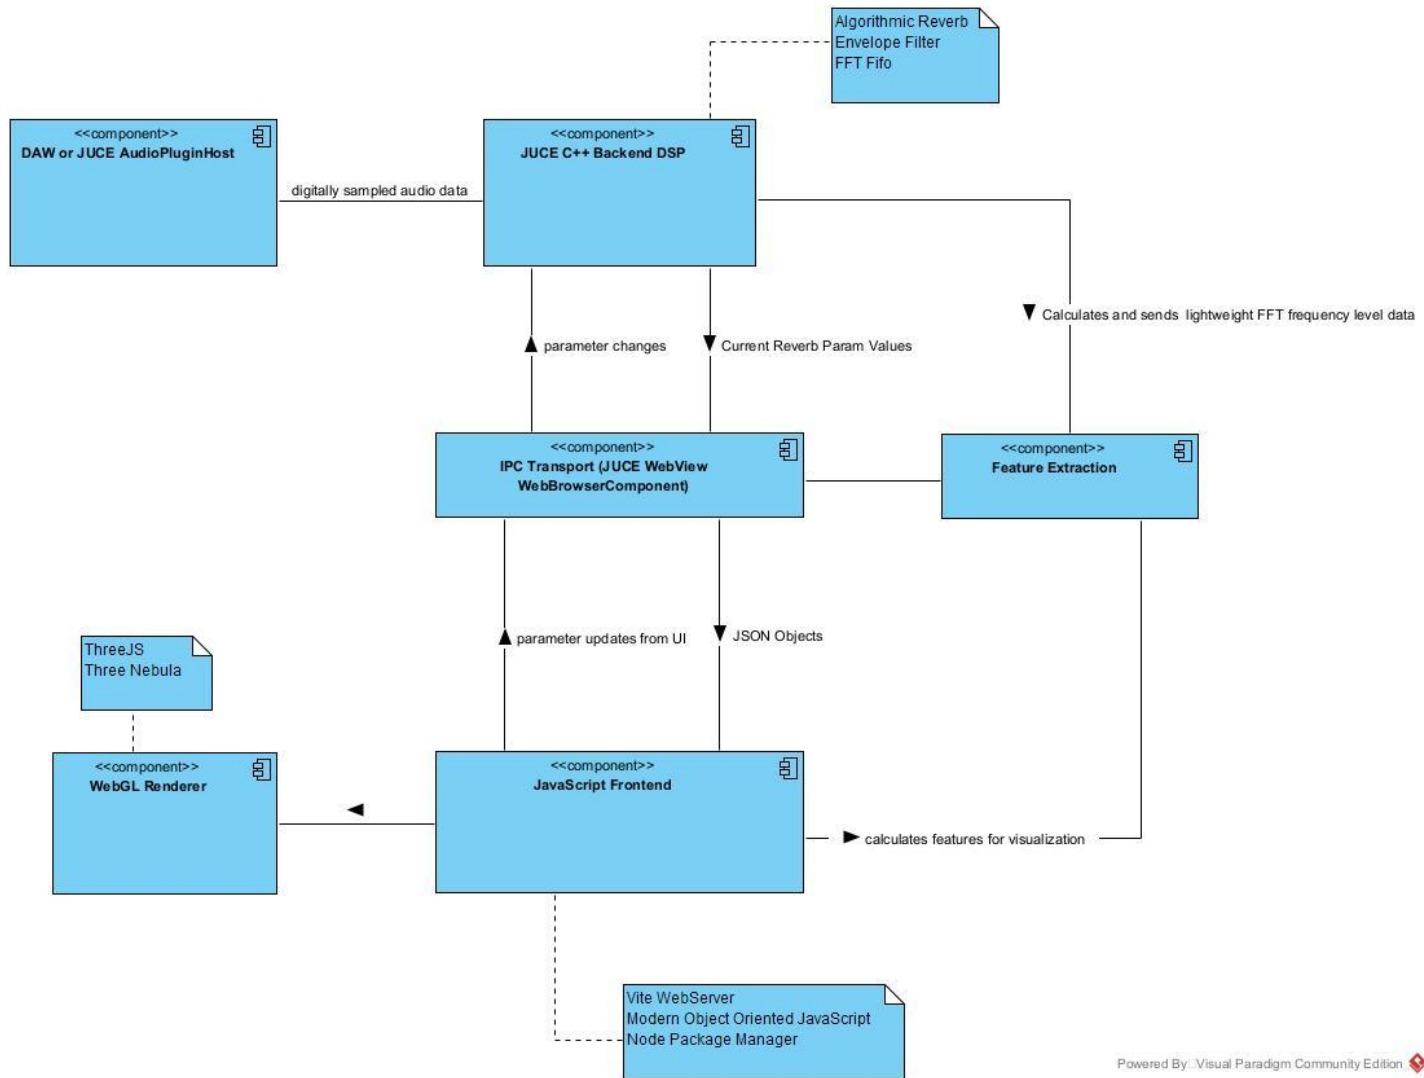 Algorithmic Reverb
Envelope Filter
FFT Fifo
<<component>>
DAW or JUCE AudioPluginHost
<<component>>
JUCE C++ Backend DSP
digitally sampled audio data
Calculates and sends lightweight FFT frequency level data
parameter changes
Current Reverb Param Values
<<component>>
IPC Transport (JUCE WebView
WebBrowserComponent)
<<component>>
Feature Extraction
parameter updates from UI
JSON Objects
ThreeJS
Three Nebula
<<component>>
WebGL Renderer
<<component>>
JavaScript Frontend
calculates features for visualization
Vite WebServer
Modern Object Oriented JavaScript
Node Package Manager
Powered By Visual Paradigm Community Edition